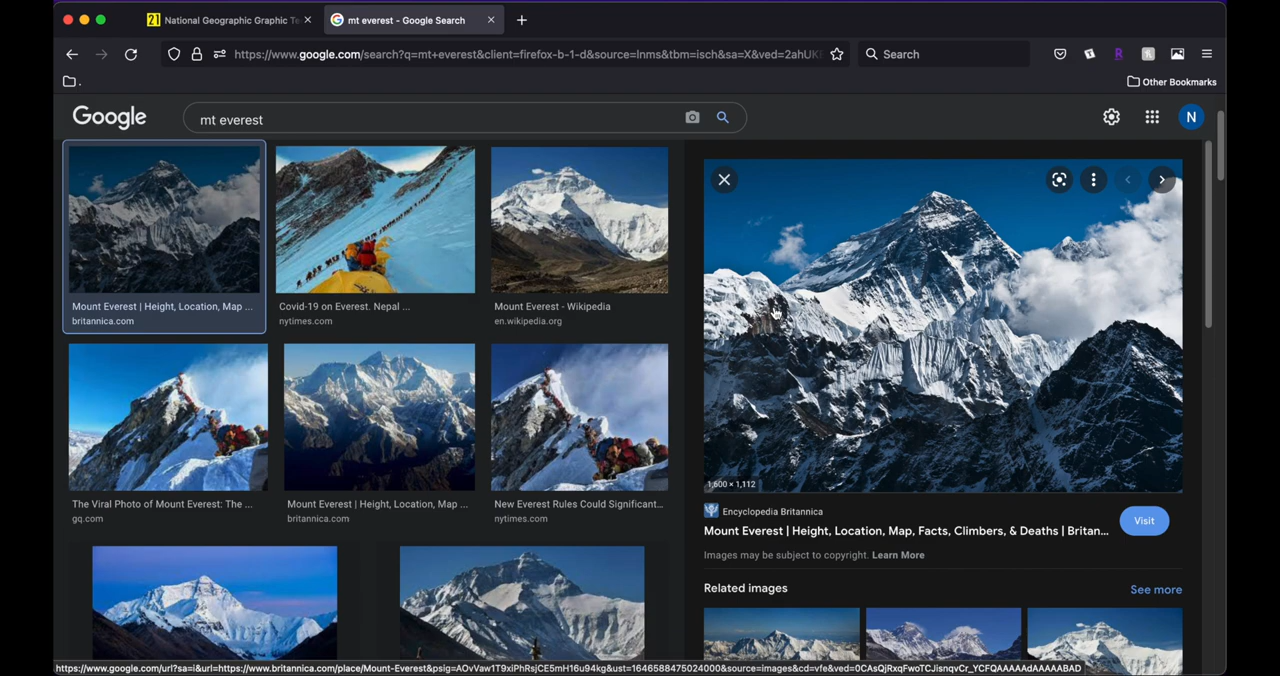 21 National Geographic Graphic Te
mt everest - Google Search
https://www.google.com/search?q=mt+everest&client=firefox-b-1-d&source=lnms&tbm=isch&sa=X&ved=2ahUK
Search
.
Other Bookmarks
Google
mt everest
N
Mount Everest | Height, Location, Map ...
britannica.com
Covid-19 on Everest. Nepal ...
nytimes.com
Mount Everest - Wikipedia
en.wikipedia.org
The Viral Photo of Mount Everest: The ...
gq.com
Mount Everest | Height, Location, Map ...
britannica.com
New Everest Rules Could Significant...
nytimes.com
1,600 × 1,112
Encyclopedia Britannica
Mount Everest | Height, Location, Map, Facts, Climbers, & Deaths | Britan...
Visit
Images may be subject to copyright. Learn More
Related images
See more
https://www.google.com/url?sa=i&url=https://www.britannica.com/place/Mount-Everest&psig=AOvVaw1T9xiPhRsjCE5mH16u94kg&ust=1646588475024000&source=images&cd=vfe&ved=0CAsQjRxqFwoTCJisnqvCr_YCFQAAAAAdAAAAABAD